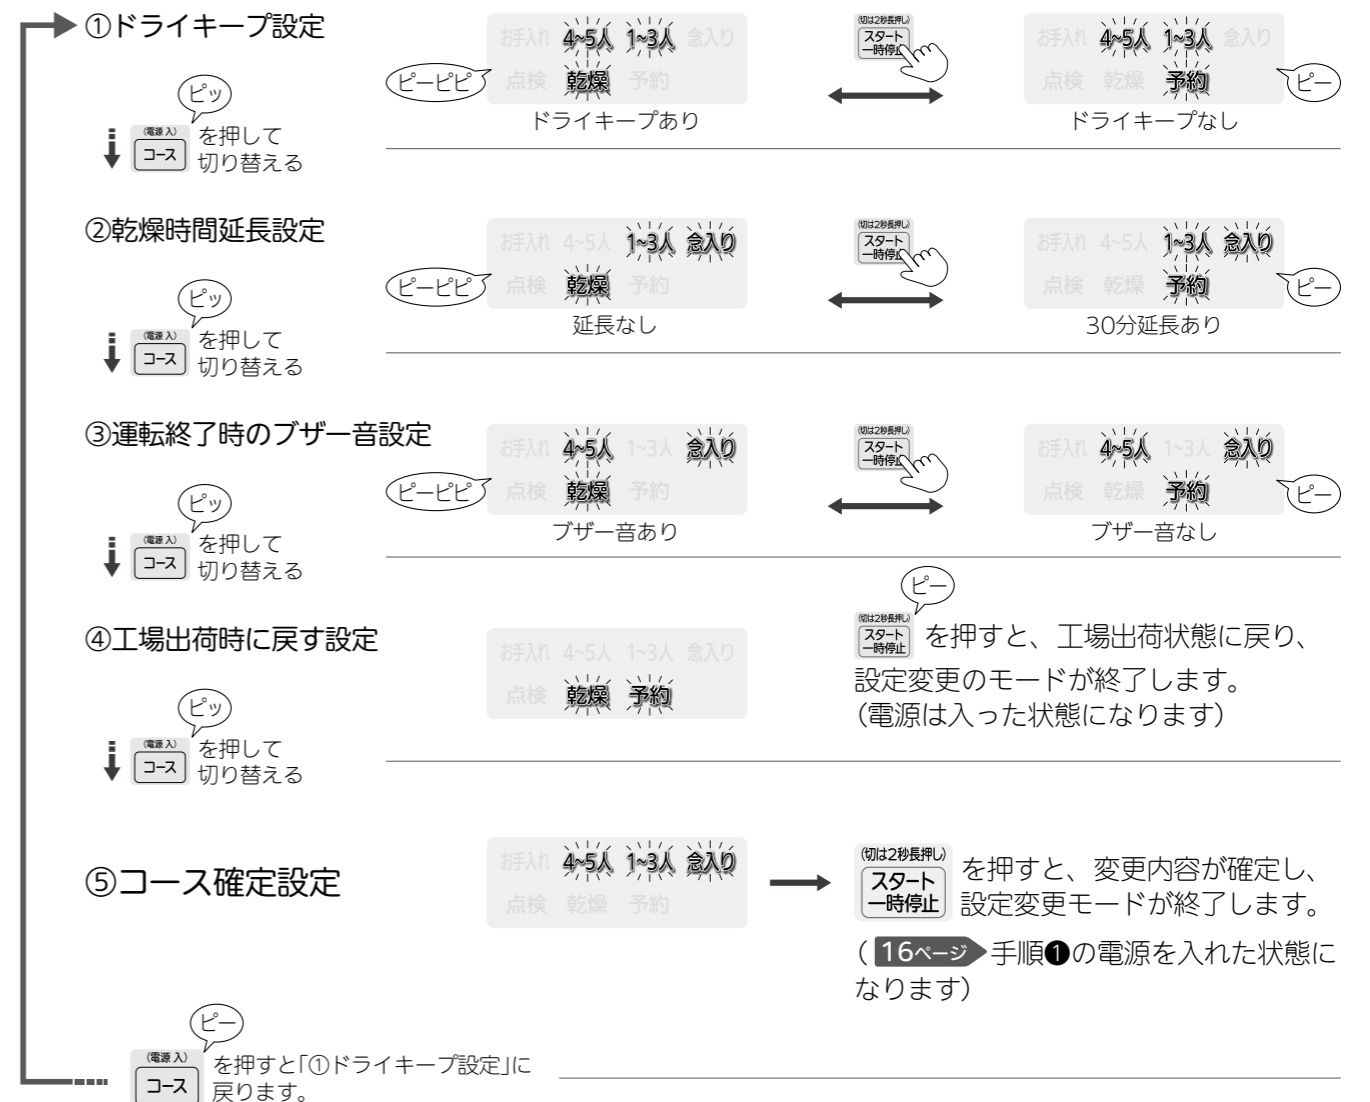 ①ドライキープ設定
お手入れ 4~5人 1~3人 念入り
点検 乾燥 予約
ピーピピ
ドライキープあり
(切は2秒長押し)
スタート
一時停止
お手入れ 4~5人 1~3人 念入り
点検 乾燥 予約
ピー
ドライキープなし
ピッ
(電源 入)
コース
を押して
切り替える
②乾燥時間延長設定
お手入れ 4~5人 1~3人 念入り
点検 乾燥 予約
ピーピピ
延長なし
(切は2秒長押し)
スタート
一時停止
お手入れ 4~5人 1~3人 念入り
点検 乾燥 予約
ピー
30分延長あり
ピッ
(電源 入)
コース
を押して
切り替える
③運転終了時のブザー音設定
お手入れ 4~5人 1~3人 念入り
点検 乾燥 予約
ピーピピ
ブザー音あり
(切は2秒長押し)
スタート
一時停止
お手入れ 4~5人 1~3人 念入り
点検 乾燥 予約
ピー
ブザー音なし
ピッ
(電源 入)
コース
を押して
切り替える
④工場出荷時に戻す設定
お手入れ 4~5人 1~3人 念入り
点検 乾燥 予約
ピー
(切は2秒長押し)
スタート
一時停止
を押すと、工場出荷状態に戻り、
設定変更のモードが終了します。
(電源は入った状態になります)
ピッ
(電源 入)
コース
を押して
切り替える
⑤コース確定設定
お手入れ 4~5人 1~3人 念入り
点検 乾燥 予約
(切は2秒長押し)
スタート
一時停止
を押すと、変更内容が確定し、
設定変更モードが終了します。
(16ページ 手順❶の電源を入れた状態に
なります)
ピー
(電源 入)
コース
を押すと「①ドライキープ設定」に
戻ります。